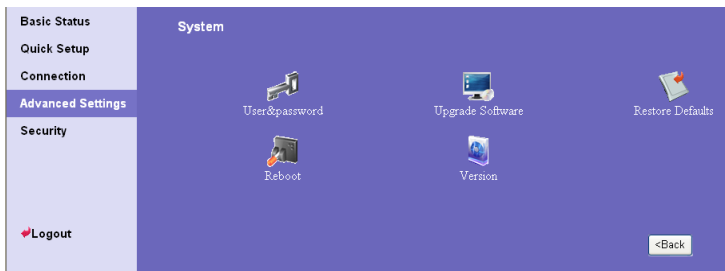 Basic Status
Quick Setup
Connection
Advanced Settings
Security
Logout
System
User&password
Upgrade Software
Restore Defaults
Reboot
Version
<Back